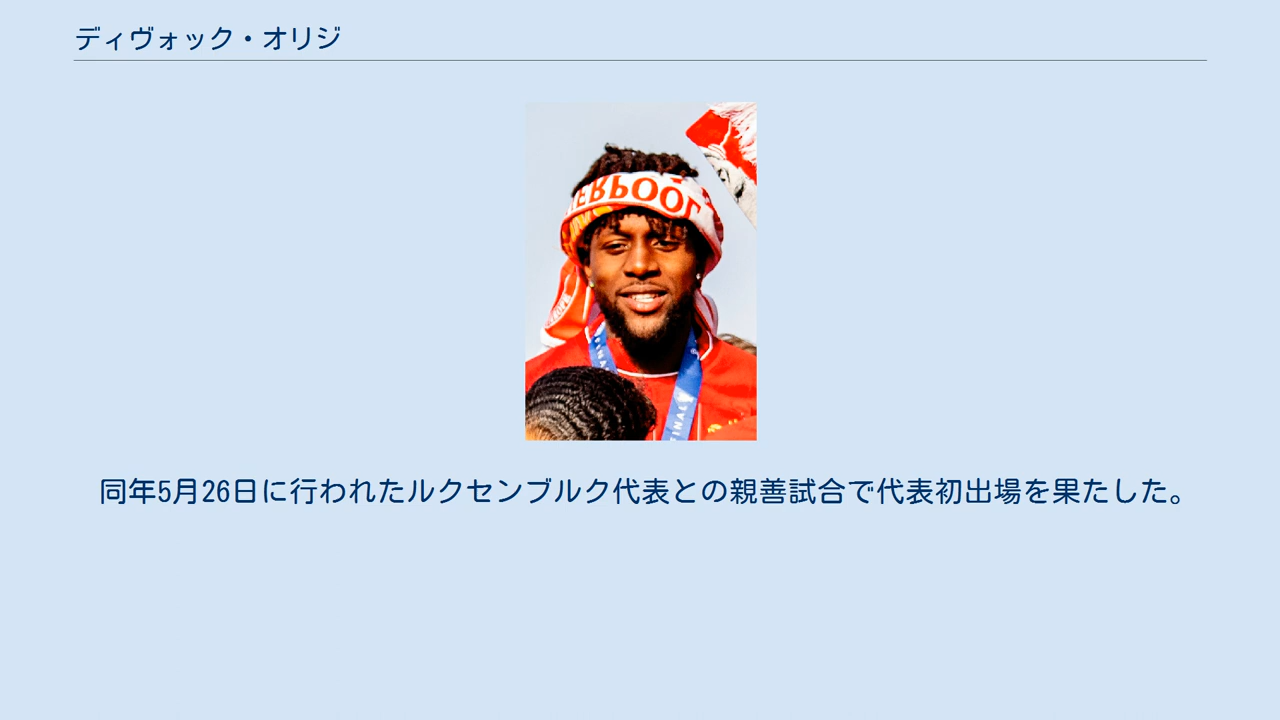 ディヴォック・オリジ
LIVERPOOL
FINAL
同年5月26日に行われたルクセンブルク代表との親善試合で代表初出場を果たした。